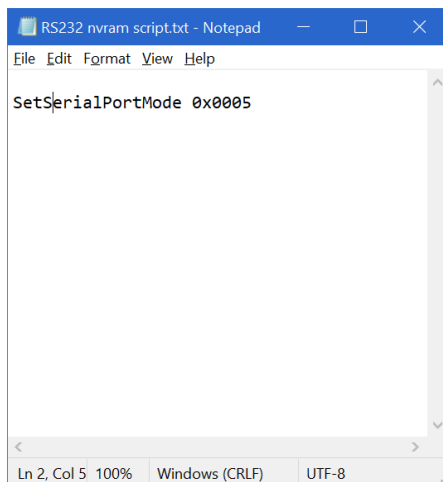 RS232 nvram script.txt - Notepad
File Edit Format View Help
SetSerialPortMode 0x0005
Ln 2, Col 5 100% Windows (CRLF) UTF-8